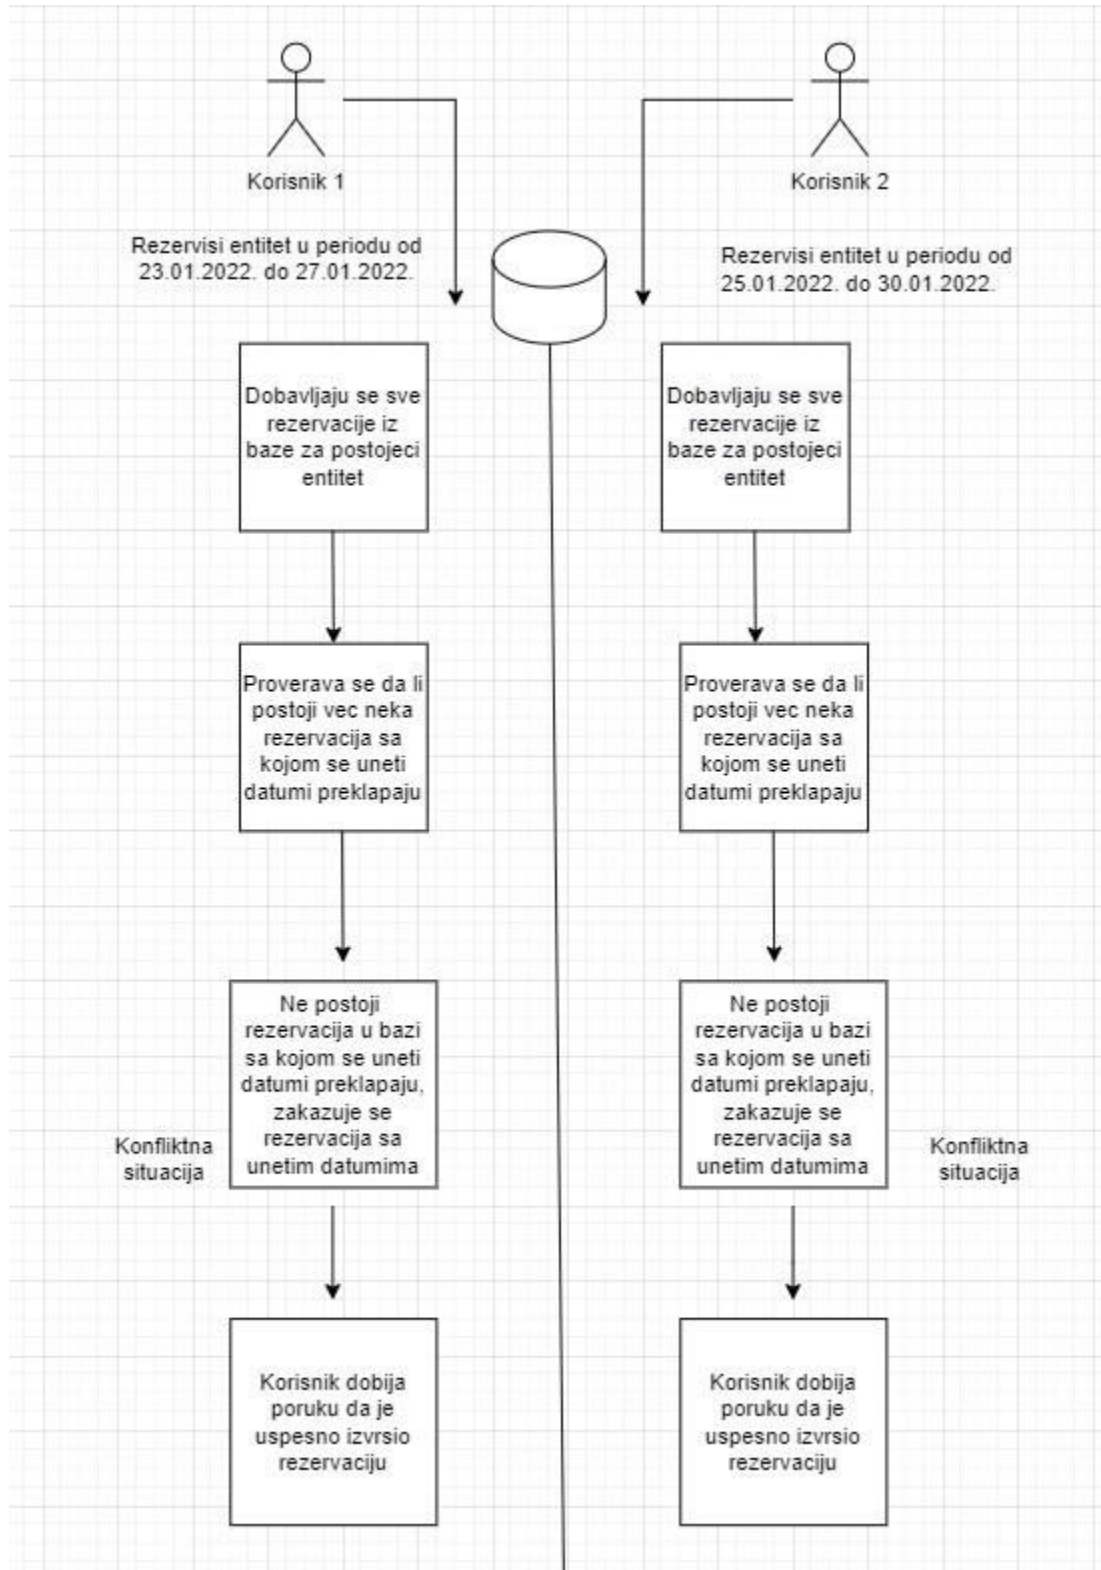 Korisnik 1
Korisnik 2
Rezervisi entitet u periodu od
23.01.2022. do 27.01.2022.
Rezervisi entitet u periodu od
25.01.2022. do 30.01.2022.
Dobavljaju se sve
rezervacije iz
baze za postojeci
entitet
Dobavljaju se sve
rezervacije iz
baze za postojeci
entitet
Proverava se da li
postoji vec neka
rezervacija sa
kojom se uneti
datumi preklapaju
Proverava se da li
postoji vec neka
rezervacija sa
kojom se uneti
datumi preklapaju
Ne postoji
rezervacija u bazi
sa kojom se uneti
datumi preklapaju,
zakazuje se
rezervacija sa
unetim datumima
Ne postoji
rezervacija u bazi
sa kojom se uneti
datumi preklapaju,
zakazuje se
rezervacija sa
unetim datumima
Konfliktna
situacija
Konfliktna
situacija
Korisnik dobija
poruku da je
uspesno izvrsio
rezervaciju
Korisnik dobija
poruku da je
uspesno izvrsio
rezervaciju